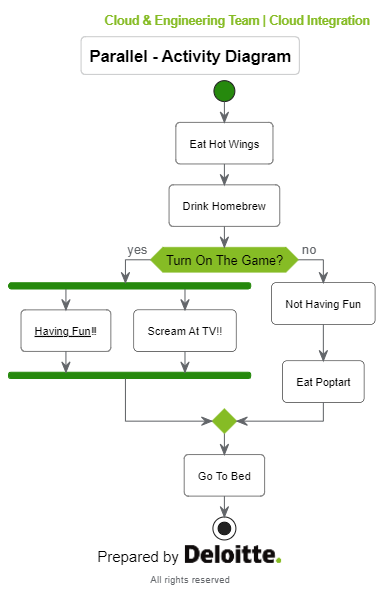 Cloud & Engineering Team | Cloud Integration
Parallel - Activity Diagram
Eat Hot Wings
Drink Homebrew
yes
Turn On The Game?
no
Having Fun!!
Scream At TV!!
Not Having Fun
Eat Poptart
Go To Bed
Prepared by Deloitte.
All rights reserved